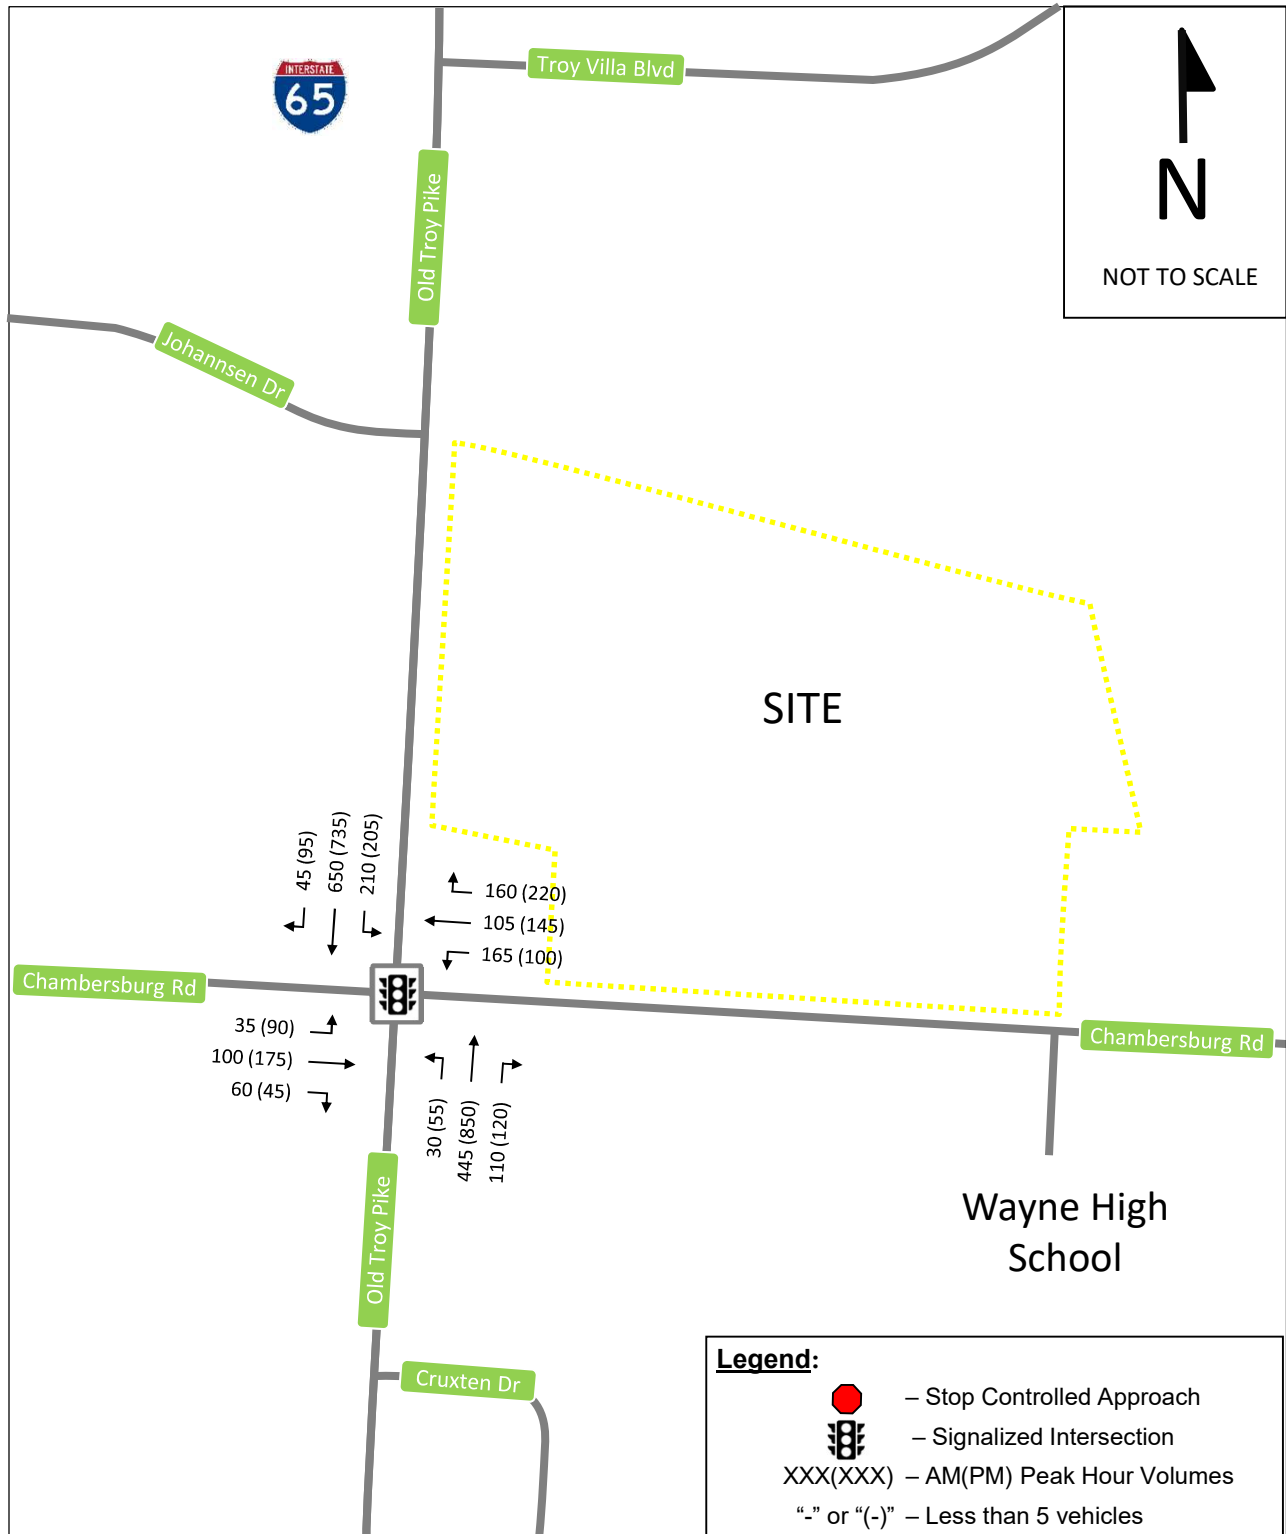 INTERSTATE
65
Troy Villa Blvd
N
NOT TO SCALE
Old Troy Pike
Johannsen Dr
SITE
45 (95)
650 (735)
210 (205)
160 (220)
105 (145)
165 (100)
Chambersburg Rd
35 (90)
100 (175)
60 (45)
30 (55)
445 (850)
110 (120)
Chambersburg Rd
Old Troy Pike
Wayne High
School
Cruxten Dr
Legend:
– Stop Controlled Approach
– Signalized Intersection
XXX(XXX) – AM(PM) Peak Hour Volumes
“-” or “(-)” – Less than 5 vehicles